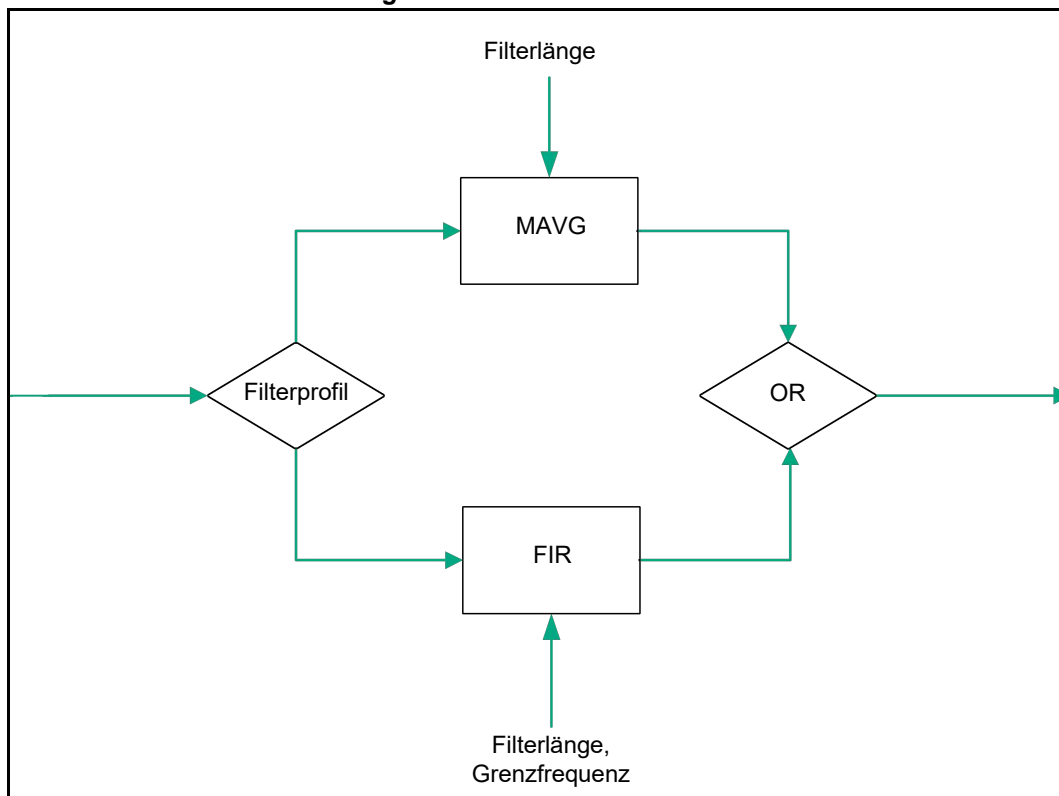 Filterlänge
MAVG
Filterprofil
OR
FIR
Filterlänge,
Grenzfrequenz